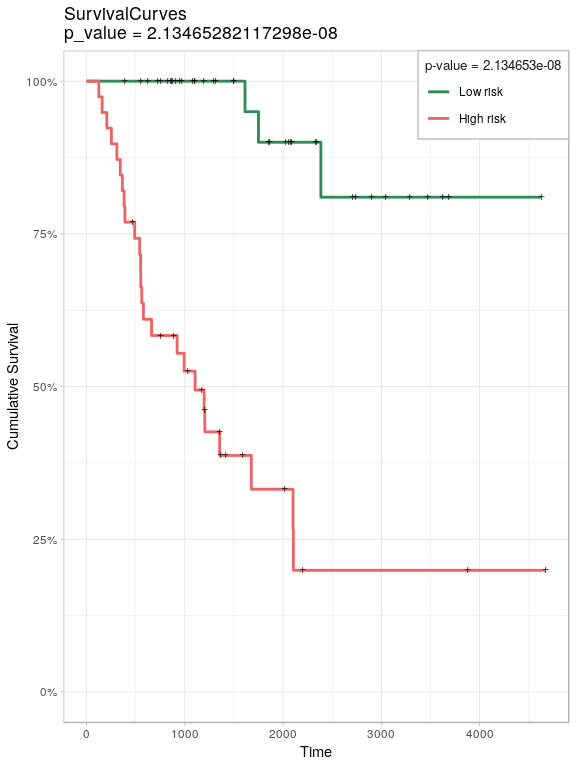 SurvivalCurves
p_value = 2.13465282117298e-08
p-value = 2.134653e-08
Low risk
High risk
100%
75%
50%
25%
0%
Cumulative Survival
0 1000 2000 3000 4000
Time